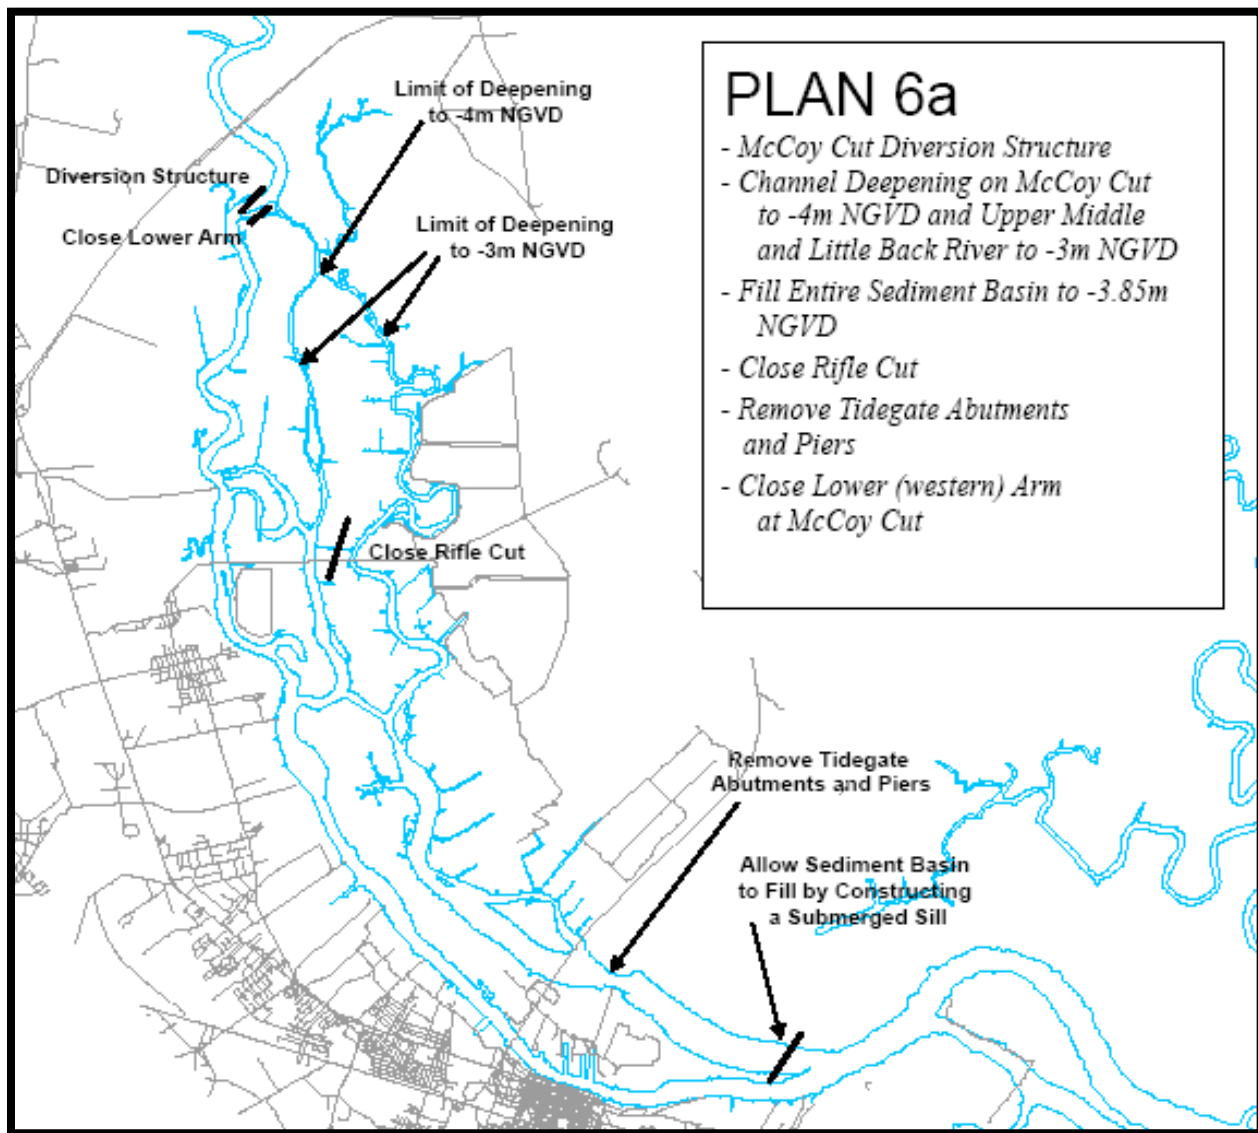 PLAN 6a
- McCoy Cut Diversion Structure
- Channel Deepening on McCoy Cut
to -4m NGVD and Upper Middle
and Little Back River to -3m NGVD
- Fill Entire Sediment Basin to -3.85m
NGVD
- Close Rifle Cut
- Remove Tidegate Abutments
and Piers
- Close Lower (western) Arm
at McCoy Cut
Limit of Deepening
to -4m NGVD
Diversion Structure
Close Lower Arm
Limit of Deepening
to -3m NGVD
Close Rifle Cut
Remove Tidegate
Abutments and Piers
Allow Sediment Basin
to Fill by Constructing
a Submerged Sill